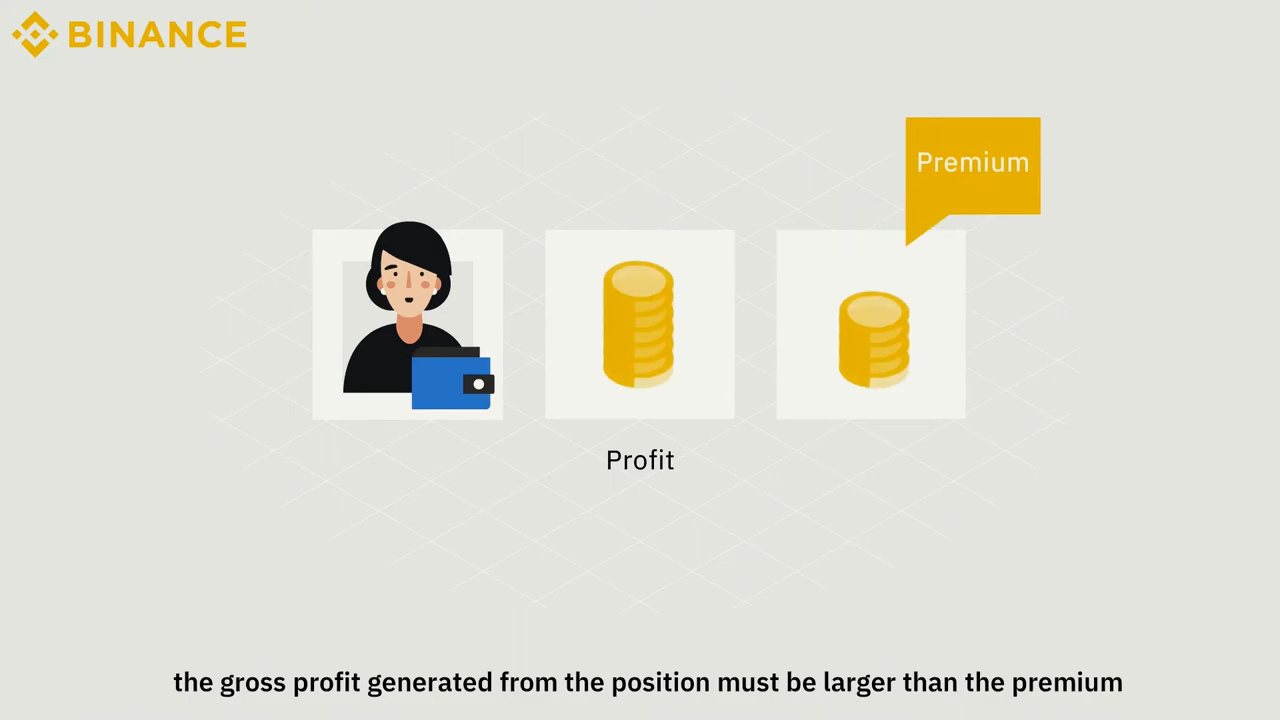 BINANCE
Premium
Profit
the gross profit generated from the position must be larger than the premium